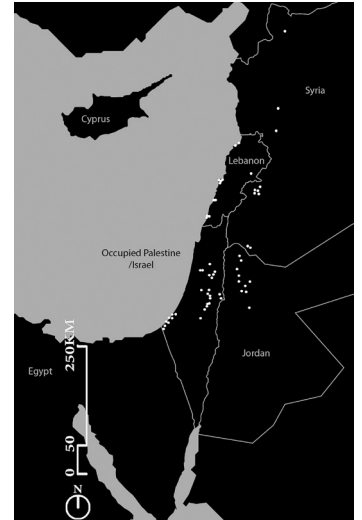 Syria
Cyprus
Lebanon
Occupied Palestine
/Israel
Jordan
Egypt
0 50 250KM
N